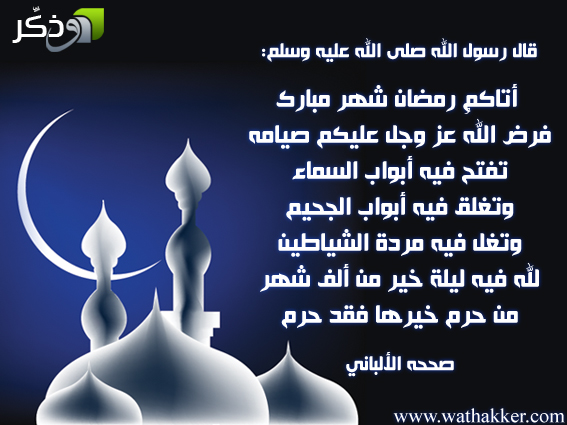 وذكّر
قال رسول الله صلى الله عليه وسلم:
أتاكم رمضان شهر مبارك
فرض الله عز وجل عليكم صيامه
تفتح فيه أبواب السماء
وتغلق فيه أبواب الجحيم
وتغل فيه مردة الشياطين
لله فيه ليلة خير من ألف شهر
من حرم خيرها فقد حرم
صححه الألباني
www.wathakker.com